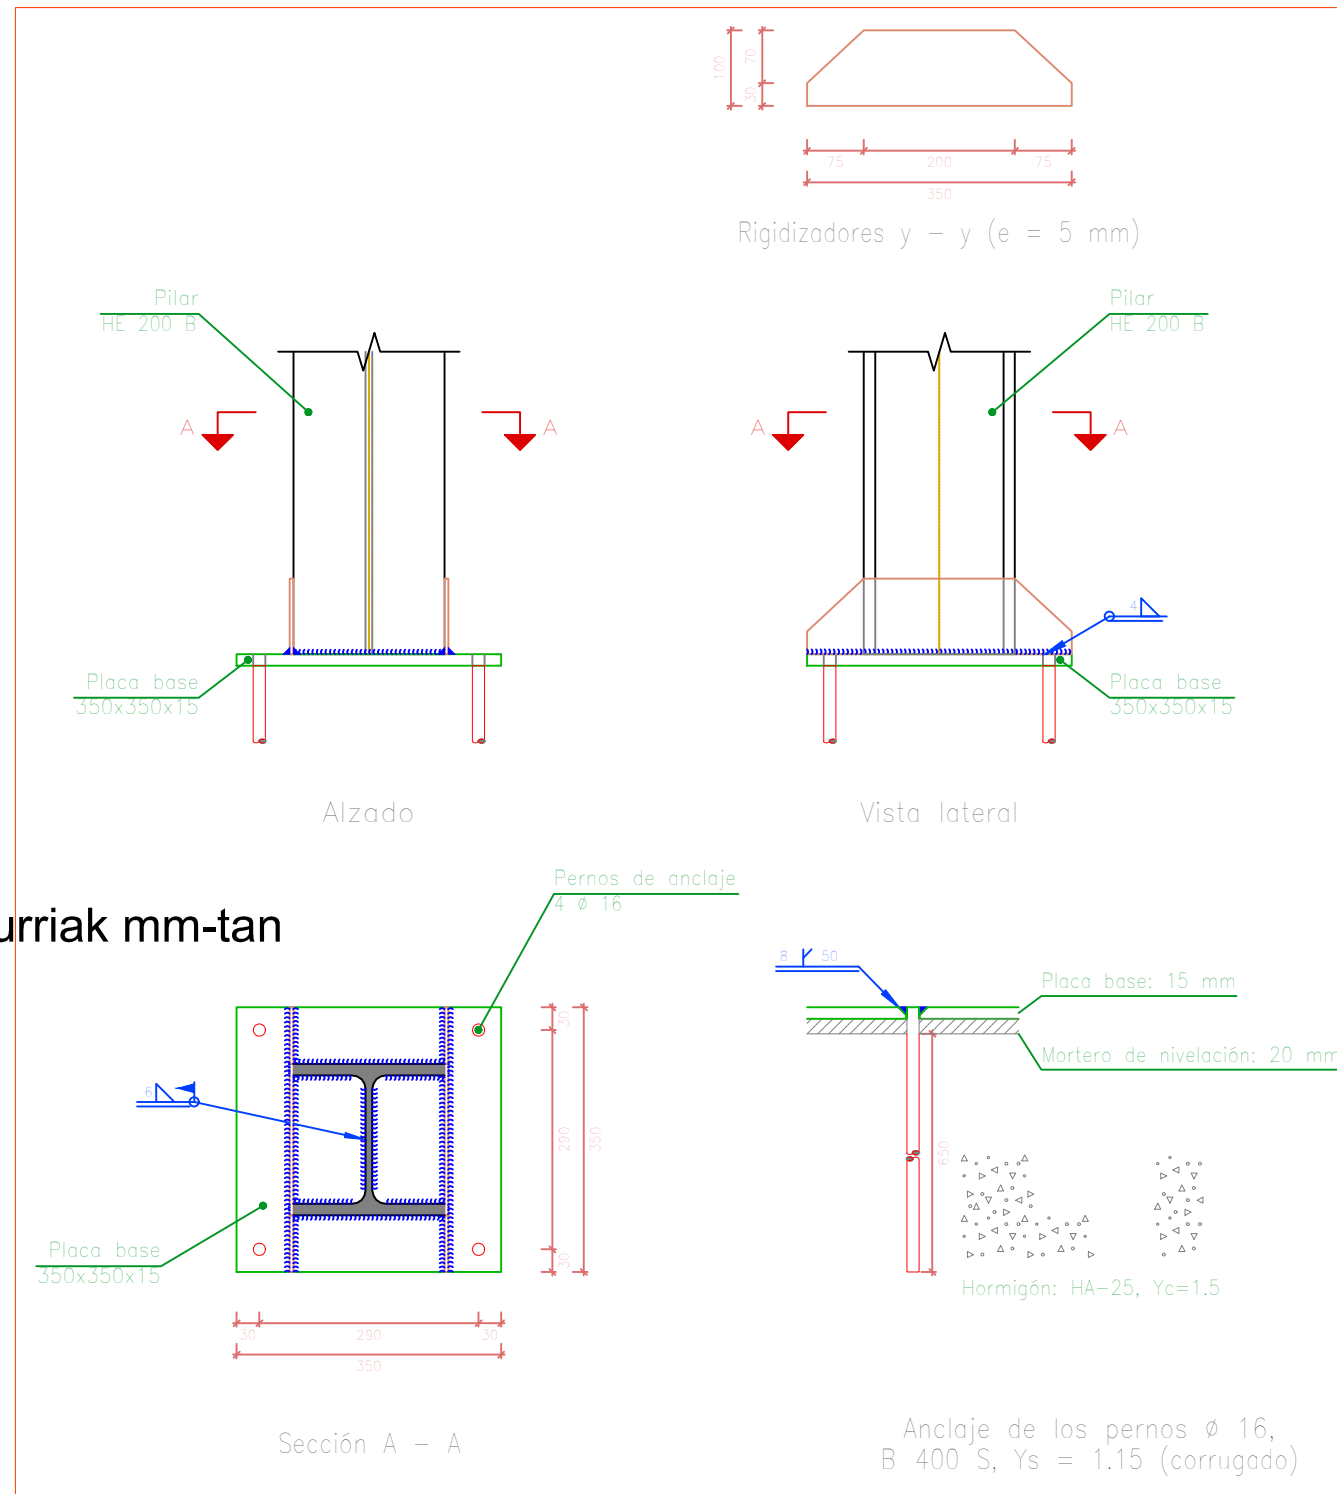 100
70
30
75
200
75
350
Rigidizadores y - y (e = 5 mm)
Pilar
HE 200 B
Pilar
HE 200 B
A
A
A
A
4
Placa base
350x350x15
Placa base
350x350x15
Alzado
Vista lateral
Pernos de anclaje
4 ø 16
urriak mm-tan
8
50
Placa base: 15 mm
Mortero de nivelación: 20 mm
30
290
350
30
6
650
Placa base
350x350x15
Hormigón: HA-25, Yc=1.5
30
290
30
350
Sección A - A
Anclaje de los pernos ø 16,
B 400 S, Ys = 1.15 (corrugado)